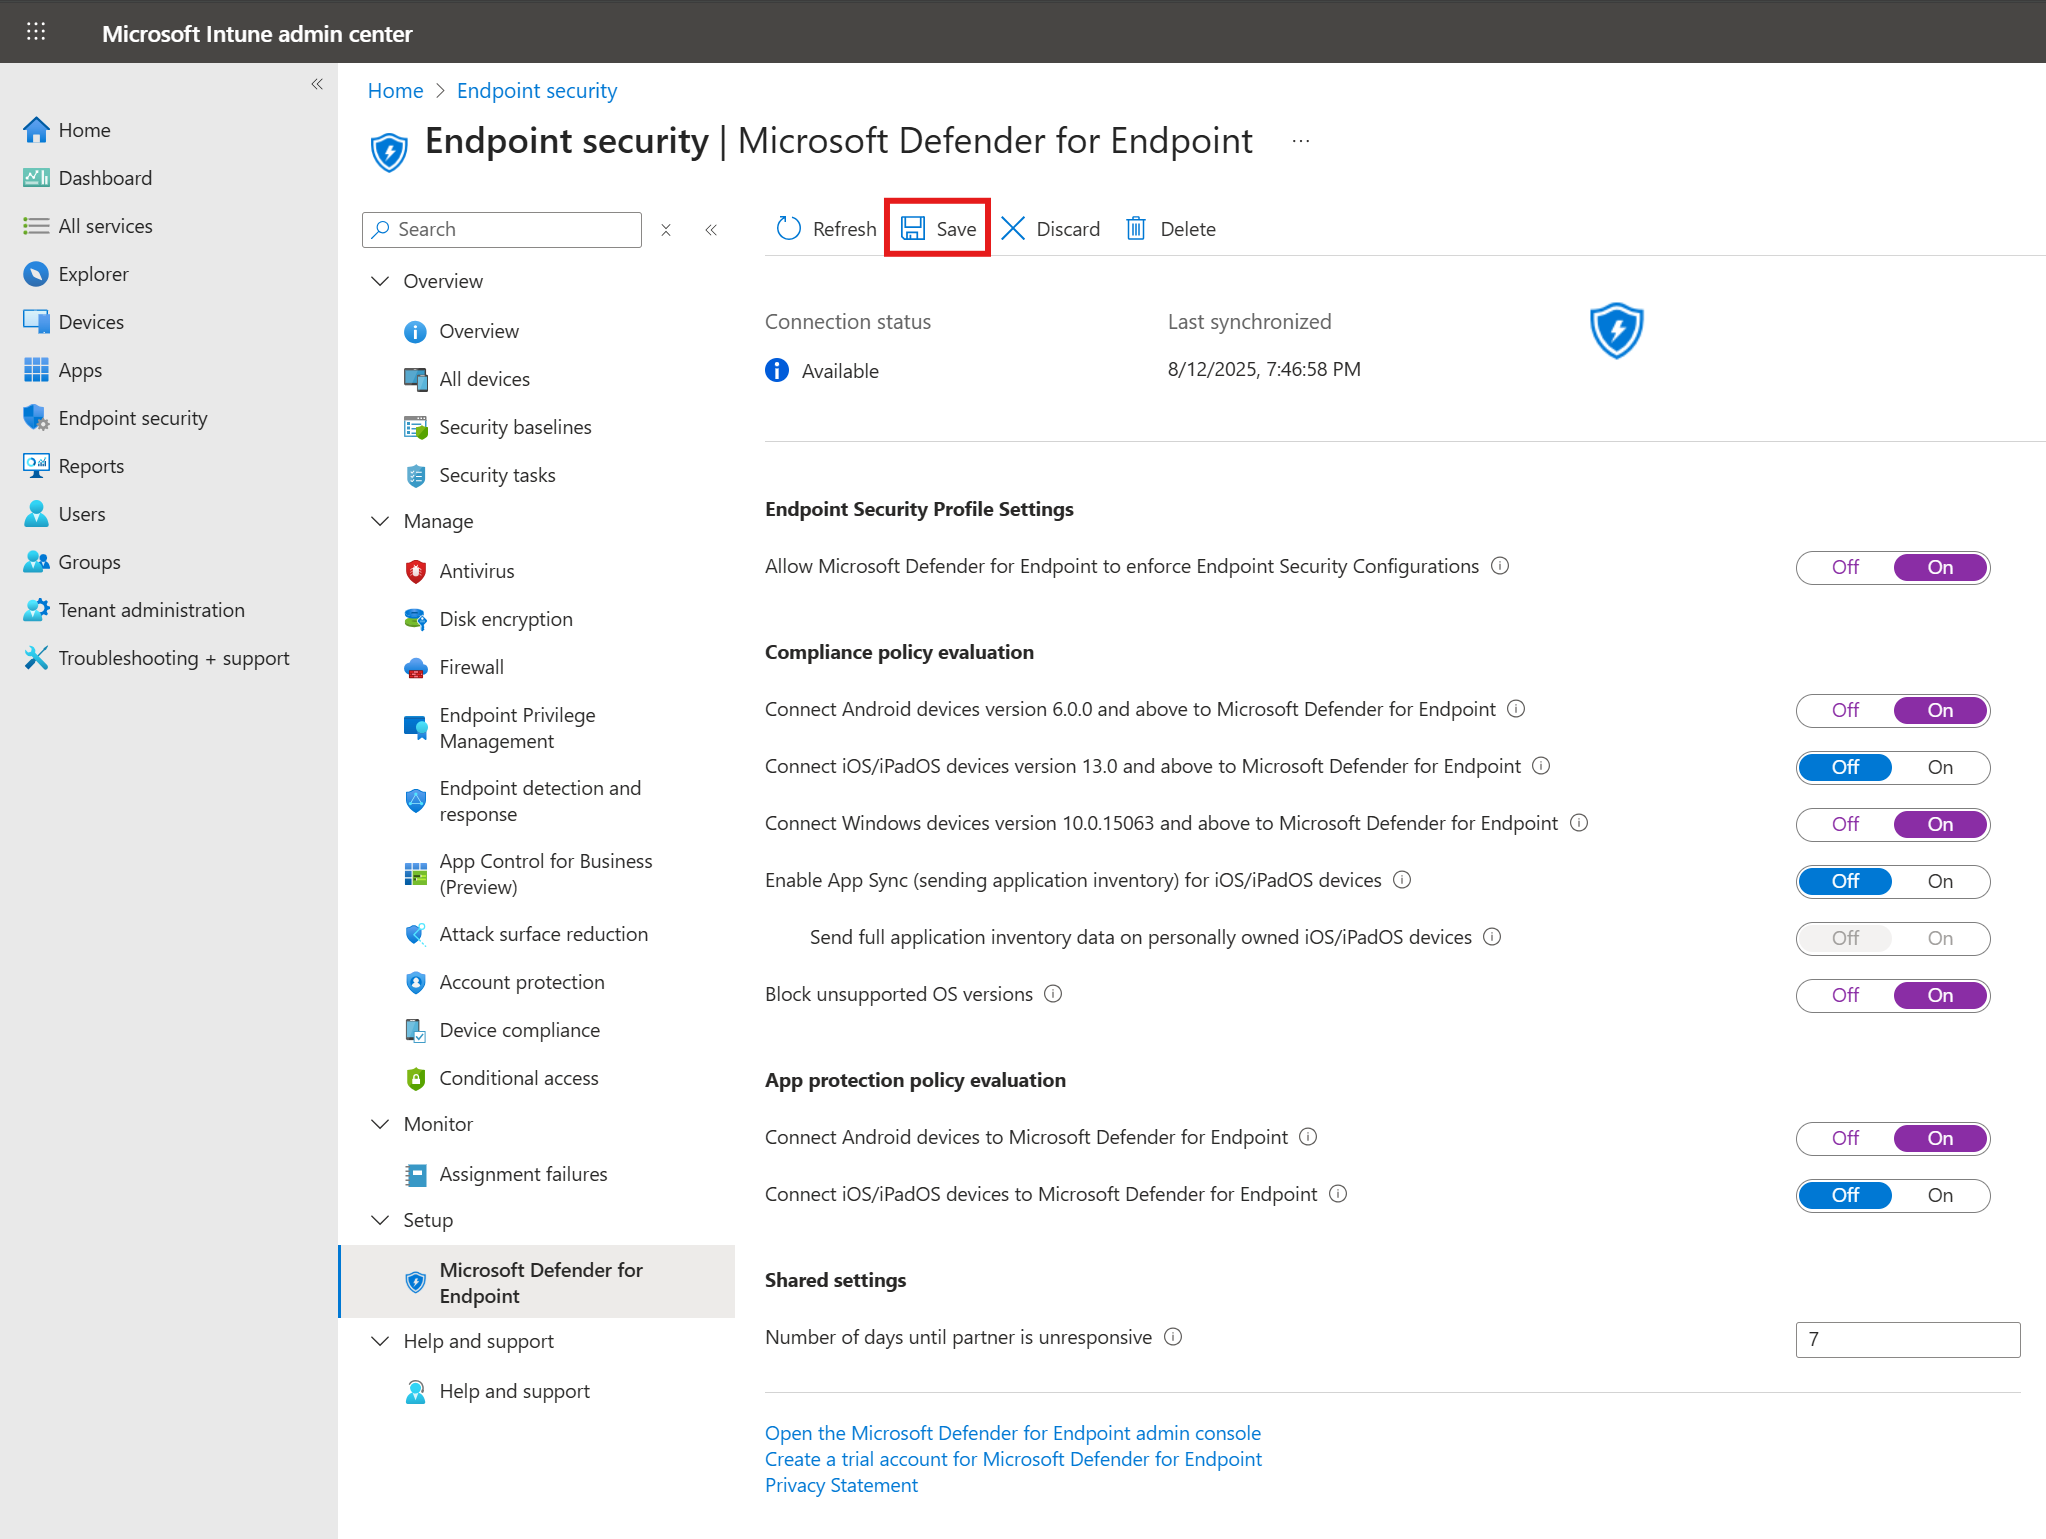 Microsoft Intune admin center
Home
Dashboard
All services
Explorer
Devices
Apps
Endpoint security
Reports
Users
Groups
Tenant administration
Troubleshooting + support
Home > Endpoint security
Endpoint security | Microsoft Defender for Endpoint ...
Search
Overview
Overview
All devices
Security baselines
Security tasks
Manage
Antivirus
Disk encryption
Firewall
Endpoint Privilege
Management
Endpoint detection and
response
App Control for Business
(Preview)
Attack surface reduction
Account protection
Device compliance
Conditional access
Monitor
Assignment failures
Setup
Microsoft Defender for
Endpoint
Help and support
Help and support
Refresh Save Discard Delete
Connection status Last synchronized
Available 8/12/2025, 7:46:58 PM
Endpoint Security Profile Settings
Allow Microsoft Defender for Endpoint to enforce Endpoint Security Configurations Off On
Compliance policy evaluation
Connect Android devices version 6.0.0 and above to Microsoft Defender for Endpoint Off On
Connect iOS/iPadOS devices version 13.0 and above to Microsoft Defender for Endpoint Off On
Connect Windows devices version 10.0.15063 and above to Microsoft Defender for Endpoint Off On
Enable App Sync (sending application inventory) for iOS/iPadOS devices Off On
Send full application inventory data on personally owned iOS/iPadOS devices Off On
Block unsupported OS versions Off On
App protection policy evaluation
Connect Android devices to Microsoft Defender for Endpoint Off On
Connect iOS/iPadOS devices to Microsoft Defender for Endpoint Off On
Shared settings
Number of days until partner is unresponsive 7
Open the Microsoft Defender for Endpoint admin console
Create a trial account for Microsoft Defender for Endpoint
Privacy Statement